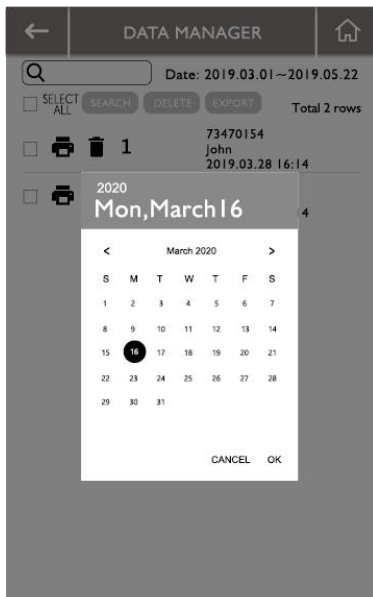 DATA MANAGER
Date: 2019.03.01~2019.05.22
SELECT ALL
SEARCH
DELETE
EXPORT
Total 2 rows
1
73470154
John
2019.03.28 16:14
4
2020
Mon,March16
< March 2020 >
S M T W T F S
1 2 3 4 5 6 7
8 9 10 11 12 13 14
15 16 17 18 19 20 21
22 23 24 25 26 27 28
29 30 31
CANCEL OK